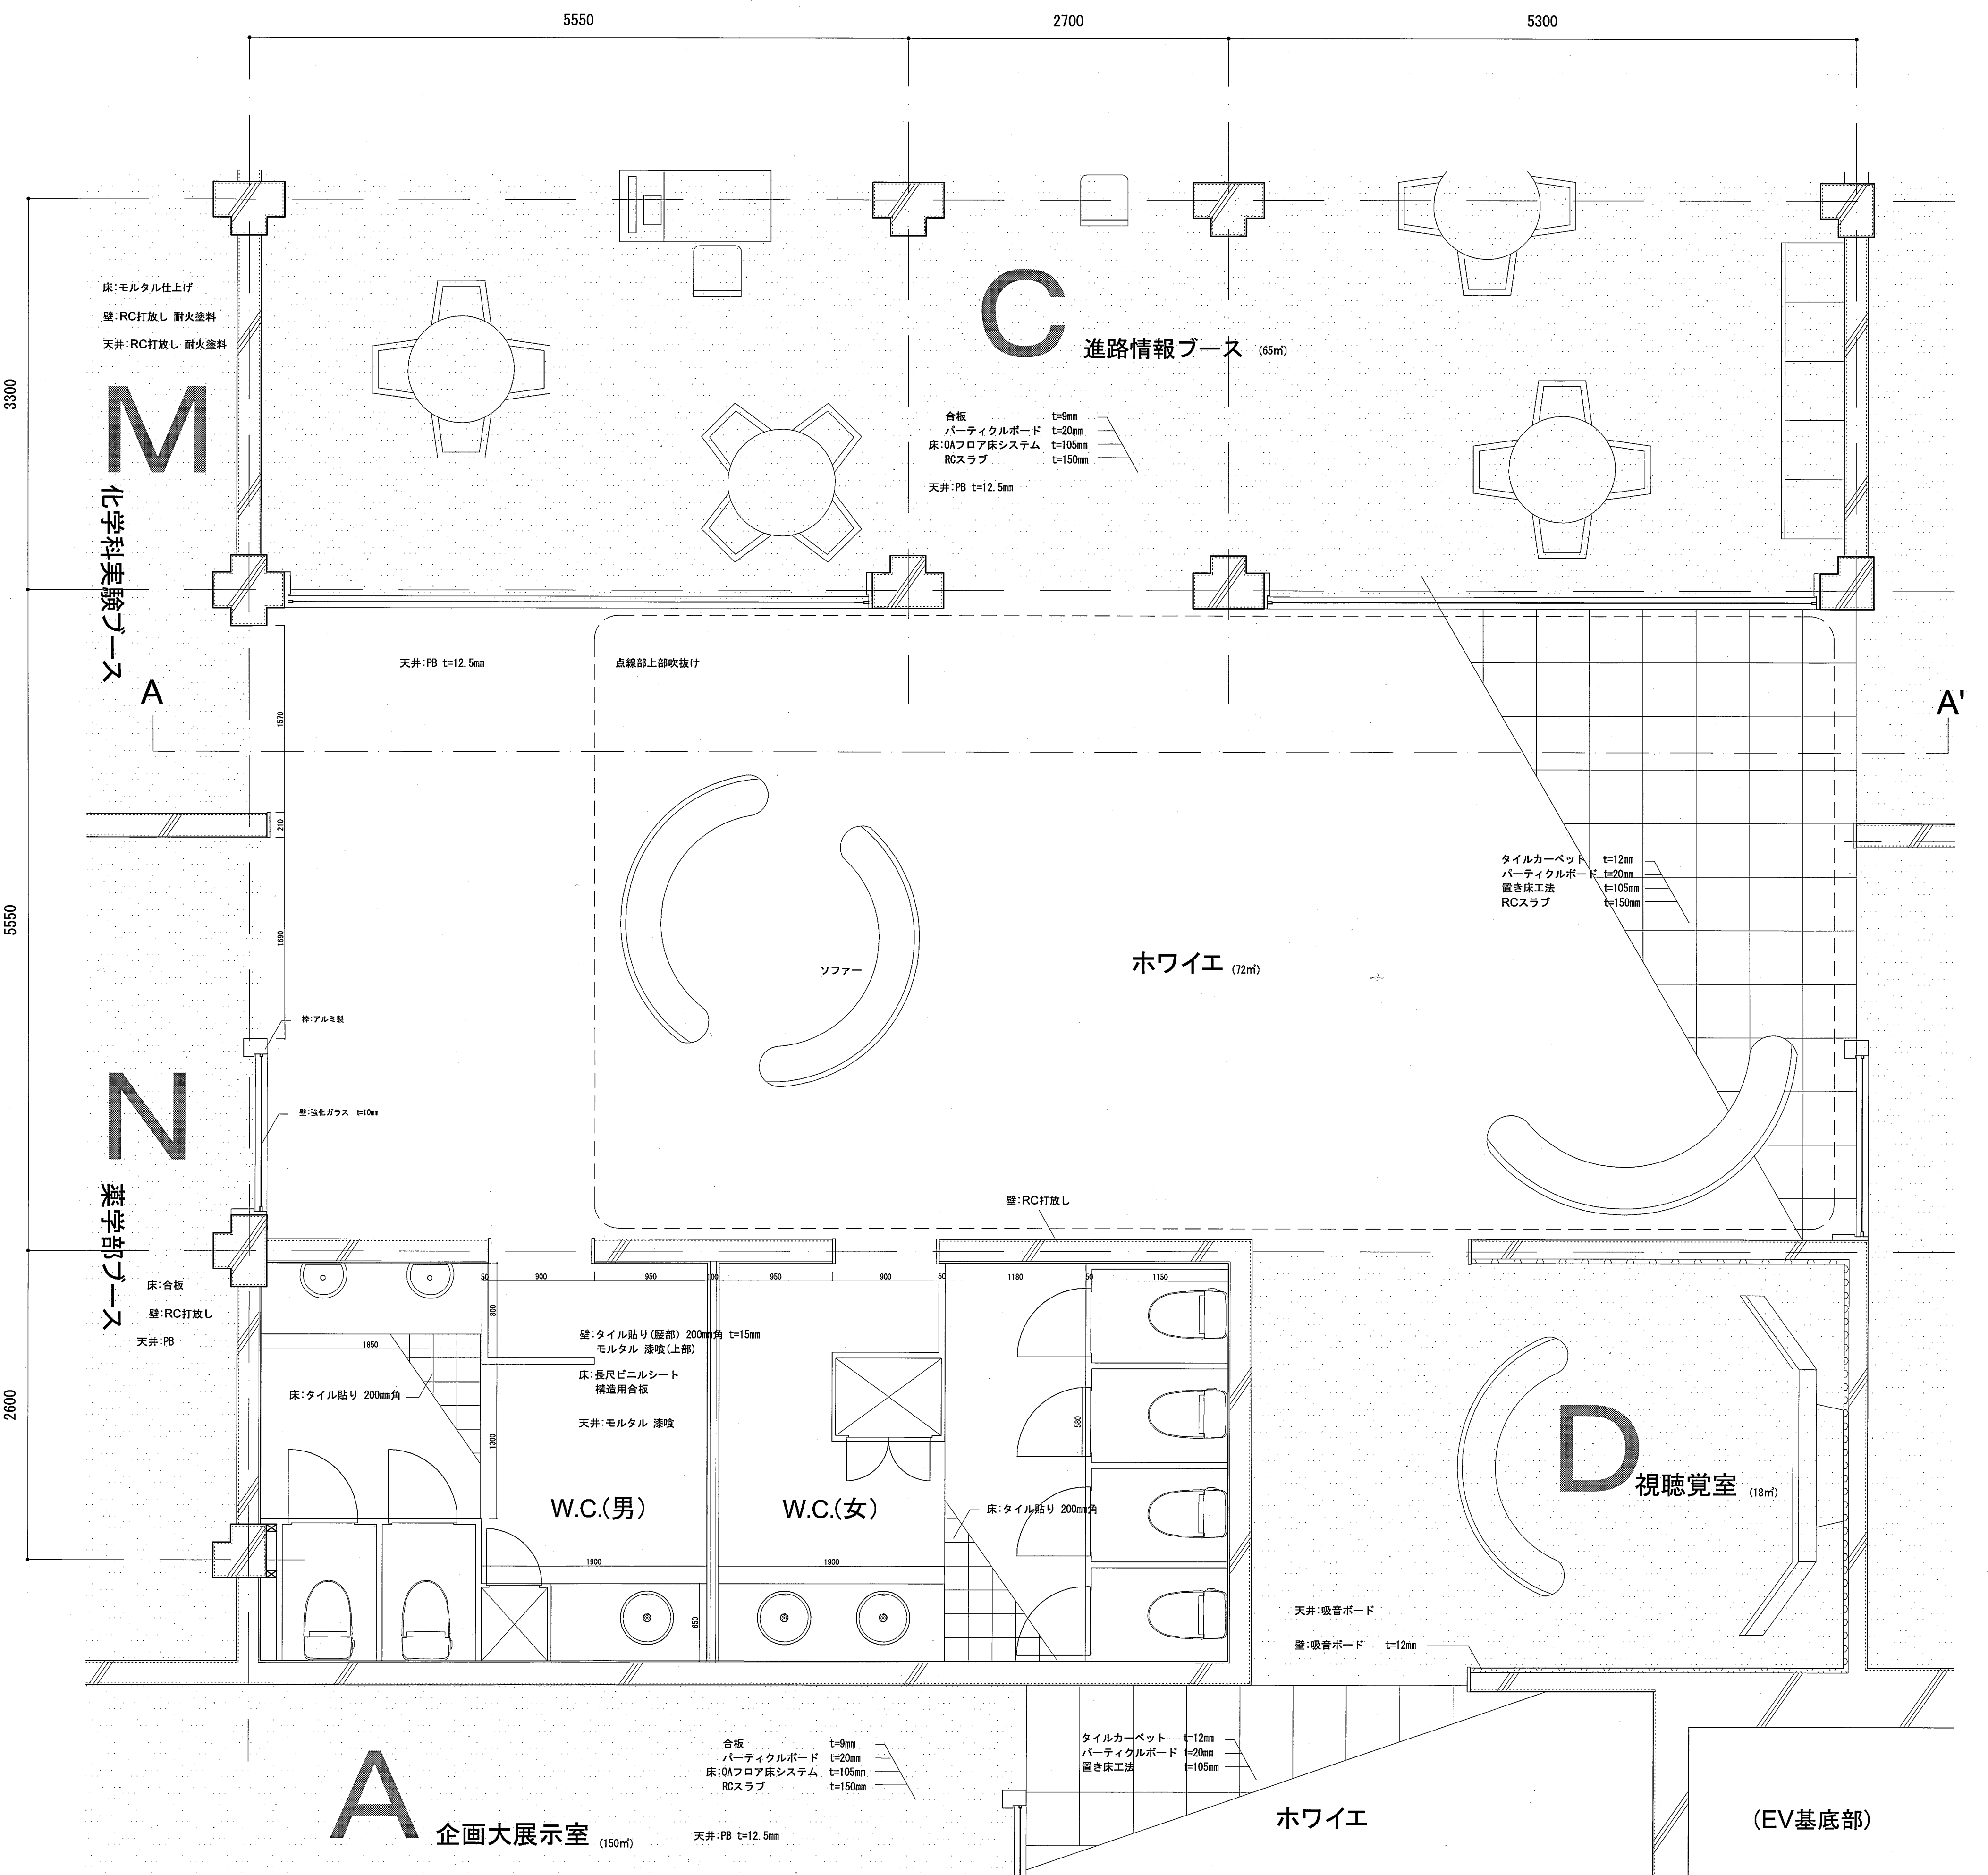 5550
2700
5300
床:モルタル仕上げ
壁:RC打放し 耐火塗料
天井:RC打放し 耐火塗料
M
化学科実験ブース
3300
C
進路情報ブース (65㎡)
合板 t=9mm
パーティクルボード t=20mm
床:OAフロア床システム t=105mm
RCスラブ t=150mm
天井:PB t=12.5mm
天井:PB t=12.5mm
点線部上部吹抜け
A
A'
1570
210
1690
5550
タイルカーペット t=12mm
パーティクルボード t=20mm
置き床工法 t=105mm
RCスラブ t=150mm
ソファー
ホワイエ (72㎡)
枠:アルミ製
壁:強化ガラス t=10mm
N
薬学部ブース
床:合板
壁:RC打放し
天井:PB
壁:RC打放し
50
900
950
100
950
900
50
1180
50
1150
800
1850
壁:タイル貼り(腰部) 200mm角 t=15mm
モルタル 漆喰(上部)
床:長尺ビニルシート
構造用合板
天井:モルタル 漆喰
床:タイル貼り 200mm角
1300
580
2600
W.C.(男)
W.C.(女)
床:タイル貼り 200mm角
1900
1900
650
D
視聴覚室 (18㎡)
天井:吸音ボード
壁:吸音ボード t=12mm
合板 t=9mm
パーティクルボード t=20mm
床:OAフロア床システム t=105mm
RCスラブ t=150mm
タイルカーペット t=12mm
パーティクルボード t=20mm
置き床工法 t=105mm
A
企画大展示室 (150㎡)
天井:PB t=12.5mm
ホワイエ
(EV基底部)